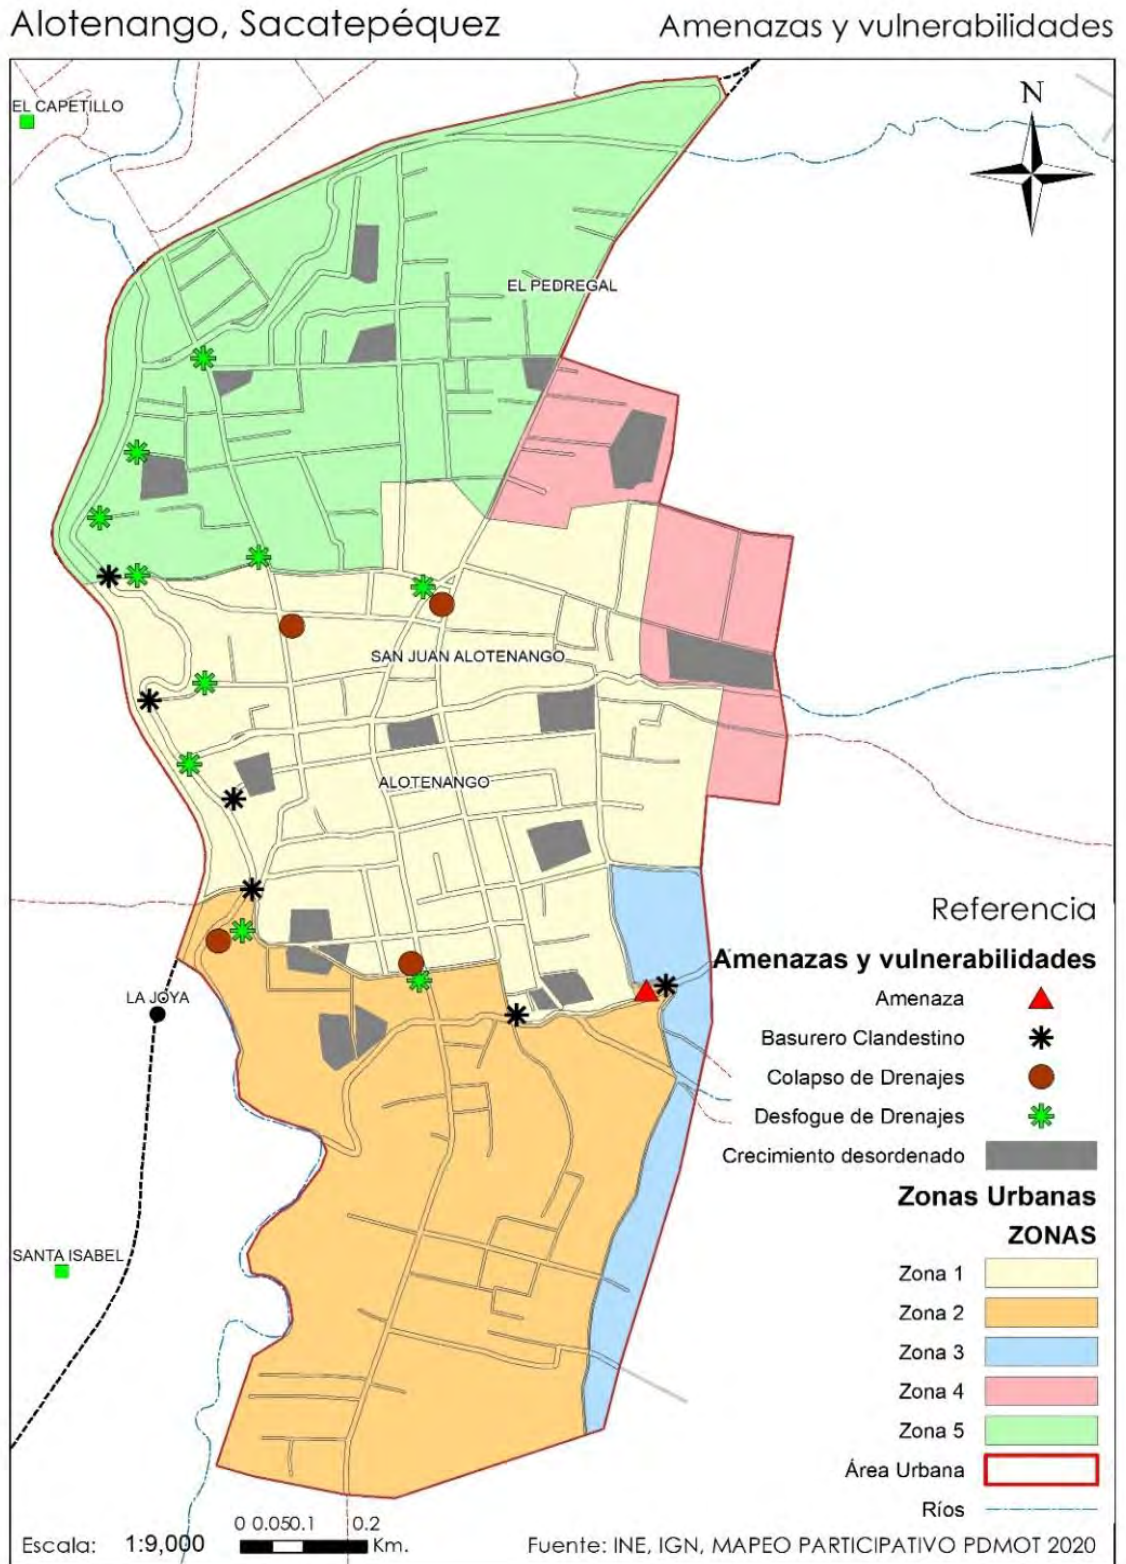 Alotenango, Sacatepéquez
Amenazas y vulnerabilidades
EL CAPETILLO
N
EL PEDREGAL
SAN JUAN ALOTENANGO
ALOTENANGO
LA JOYA
SANTA ISABEL
Referencia
Amenazas y vulnerabilidades
Amenaza
Basurero Clandestino
Colapso de Drenajes
Desfogue de Drenajes
Crecimiento desordenado
Zonas Urbanas
ZONAS
Zona 1
Zona 2
Zona 3
Zona 4
Zona 5
Área Urbana
Ríos
0 0.050.1 0.2
Escala: 1:9,000 Km.
Fuente: INE, IGN, MAPEO PARTICIPATIVO PDMOT 2020